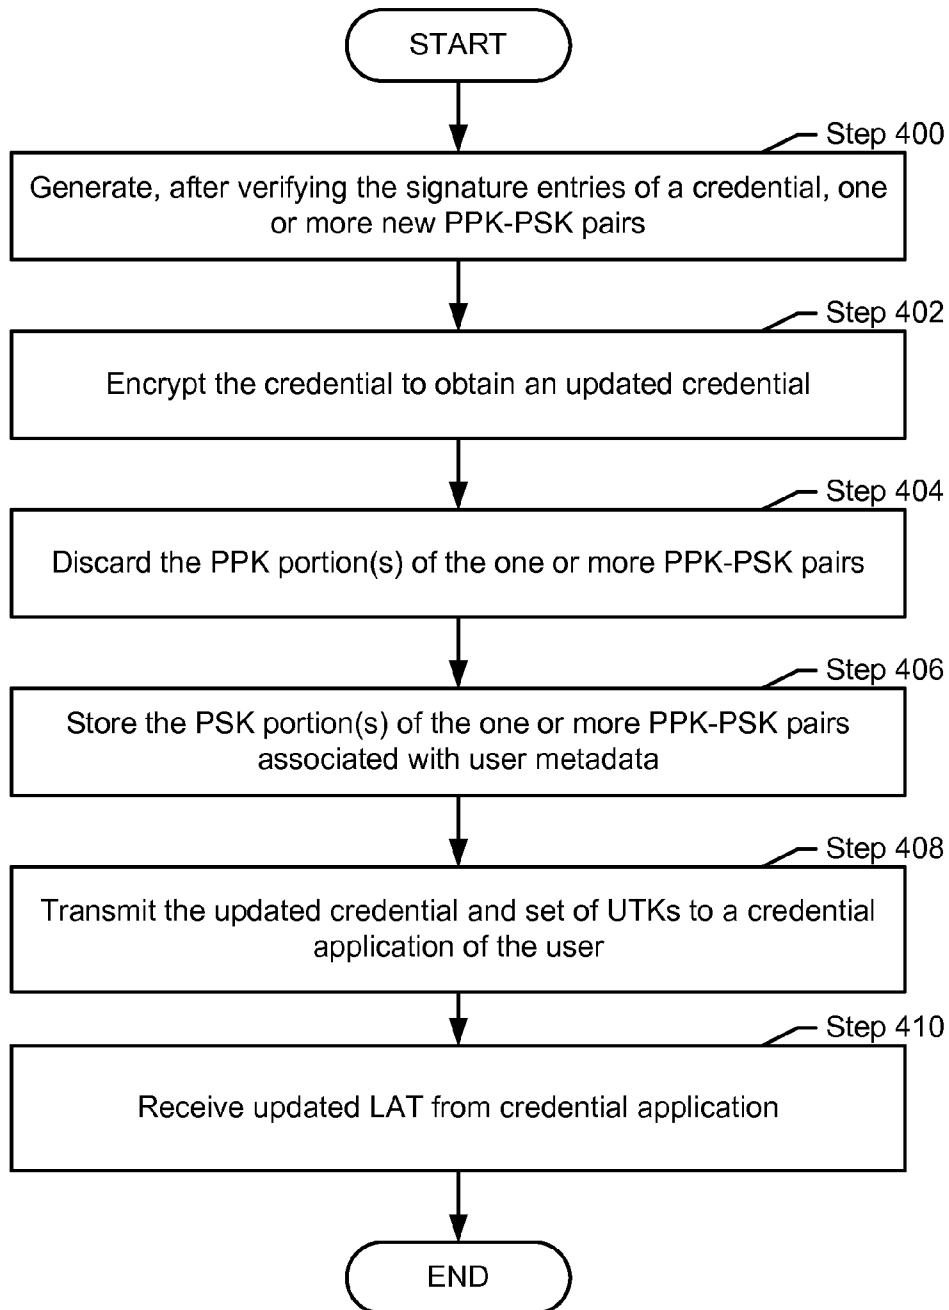 START
Step 400
Generate, after verifying the signature entries of a credential, one
or more new PPK-PSK pairs
Step 402
Encrypt the credential to obtain an updated credential
Step 404
Discard the PPK portion(s) of the one or more PPK-PSK pairs
Step 406
Store the PSK portion(s) of the one or more PPK-PSK pairs
associated with user metadata
Step 408
Transmit the updated credential and set of UTKs to a credential
application of the user
Step 410
Receive updated LAT from credential application
END